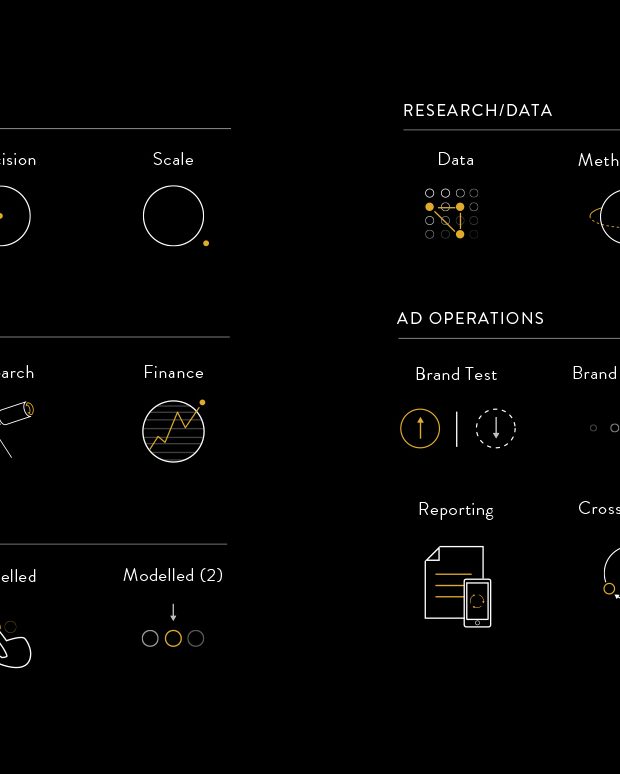 RESEARCH/DATA
ision
Scale
Data
Meth
AD OPERATIONS
arch
Finance
Brand Test
Brand
Reporting
Cross
elled
Modelled (2)